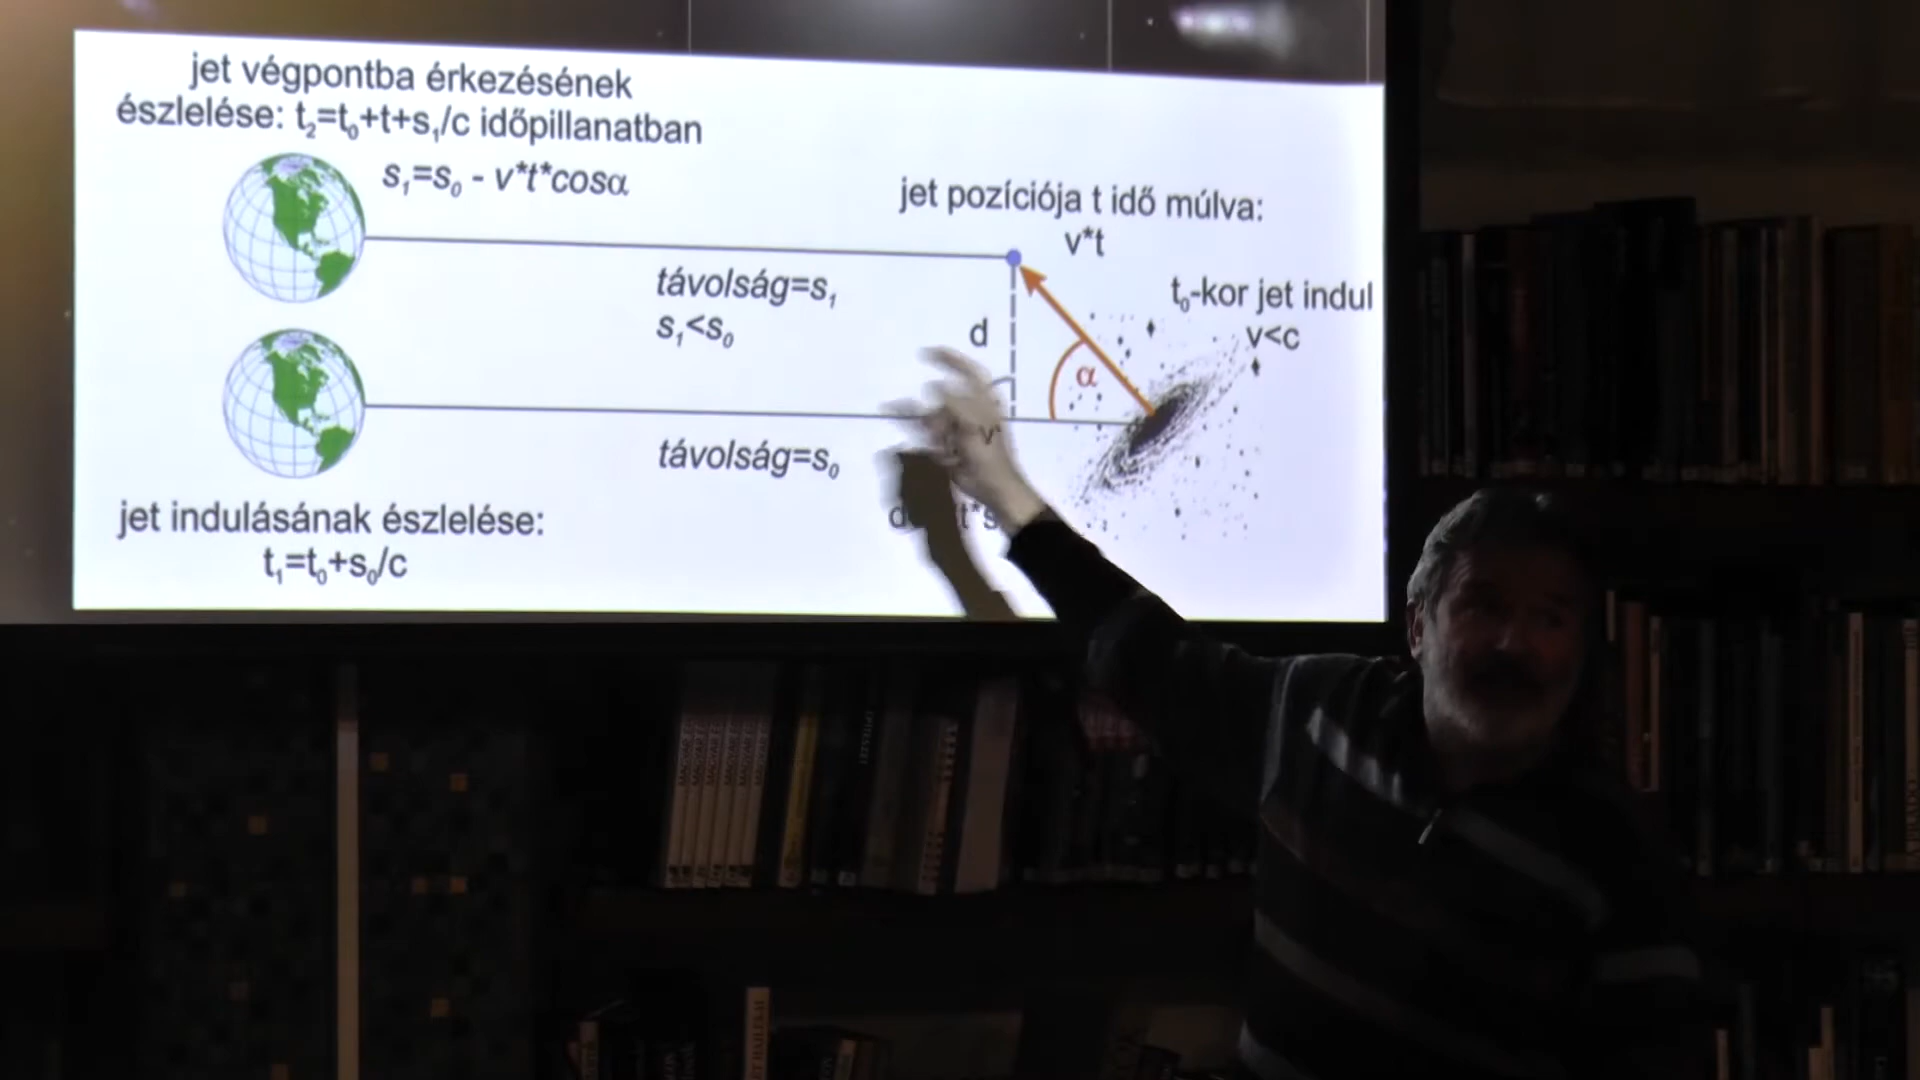 jet végpontba érkezésének
észlelése: t₂=t₀+t+s₁/c időpillanatban
s₁=s₀ - v*t*cosα
jet pozíciója t idő múlva:
v*t
t₀-kor jet indul
v<c
távolság=s₁
s₁<s₀
d
α
távolság=s₀
jet indulásának észlelése:
t₁=t₀+s₀/c